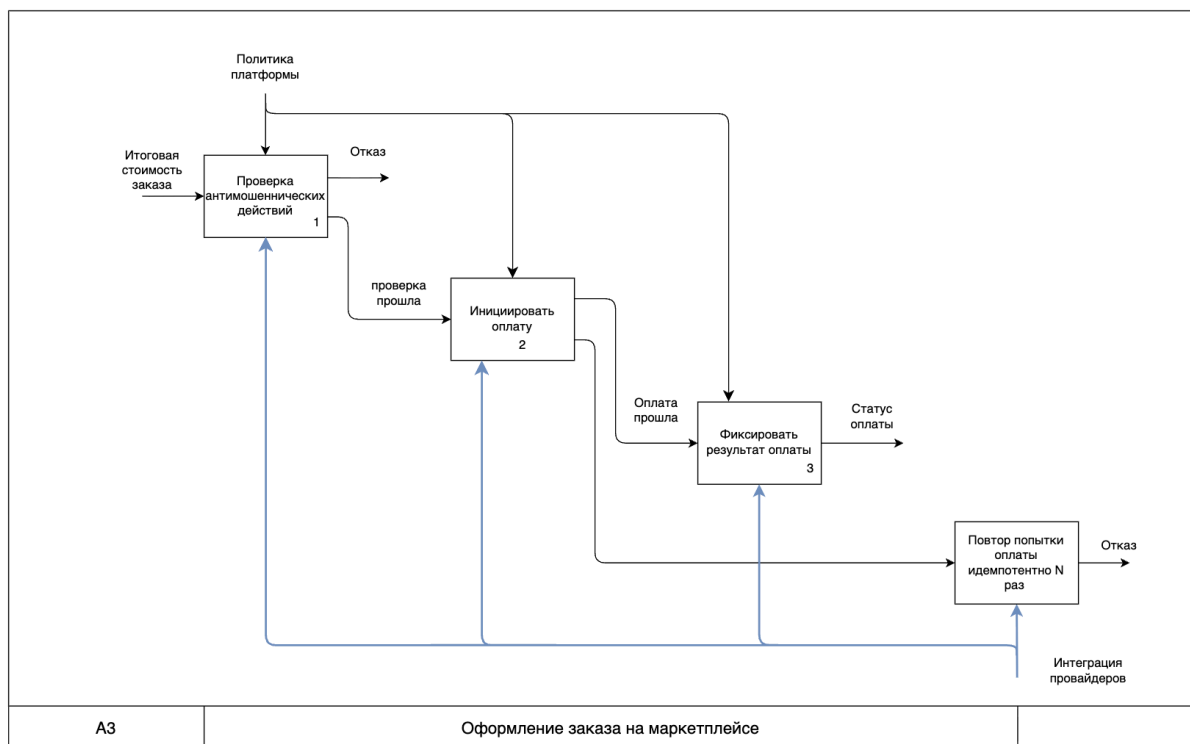 Политика
платформы
Итоговая
стоимость
заказа
Отказ
Проверка
антимошеннических
действий
1
проверка
прошла
Инициировать
оплату
2
Оплата
прошла
Статус
оплаты
Фиксировать
результат оплаты
3
Повтор попытки
оплаты
идемпотентно N
раз
Отказ
Интеграция
провайдеров
А3
Оформление заказа на маркетплейсе